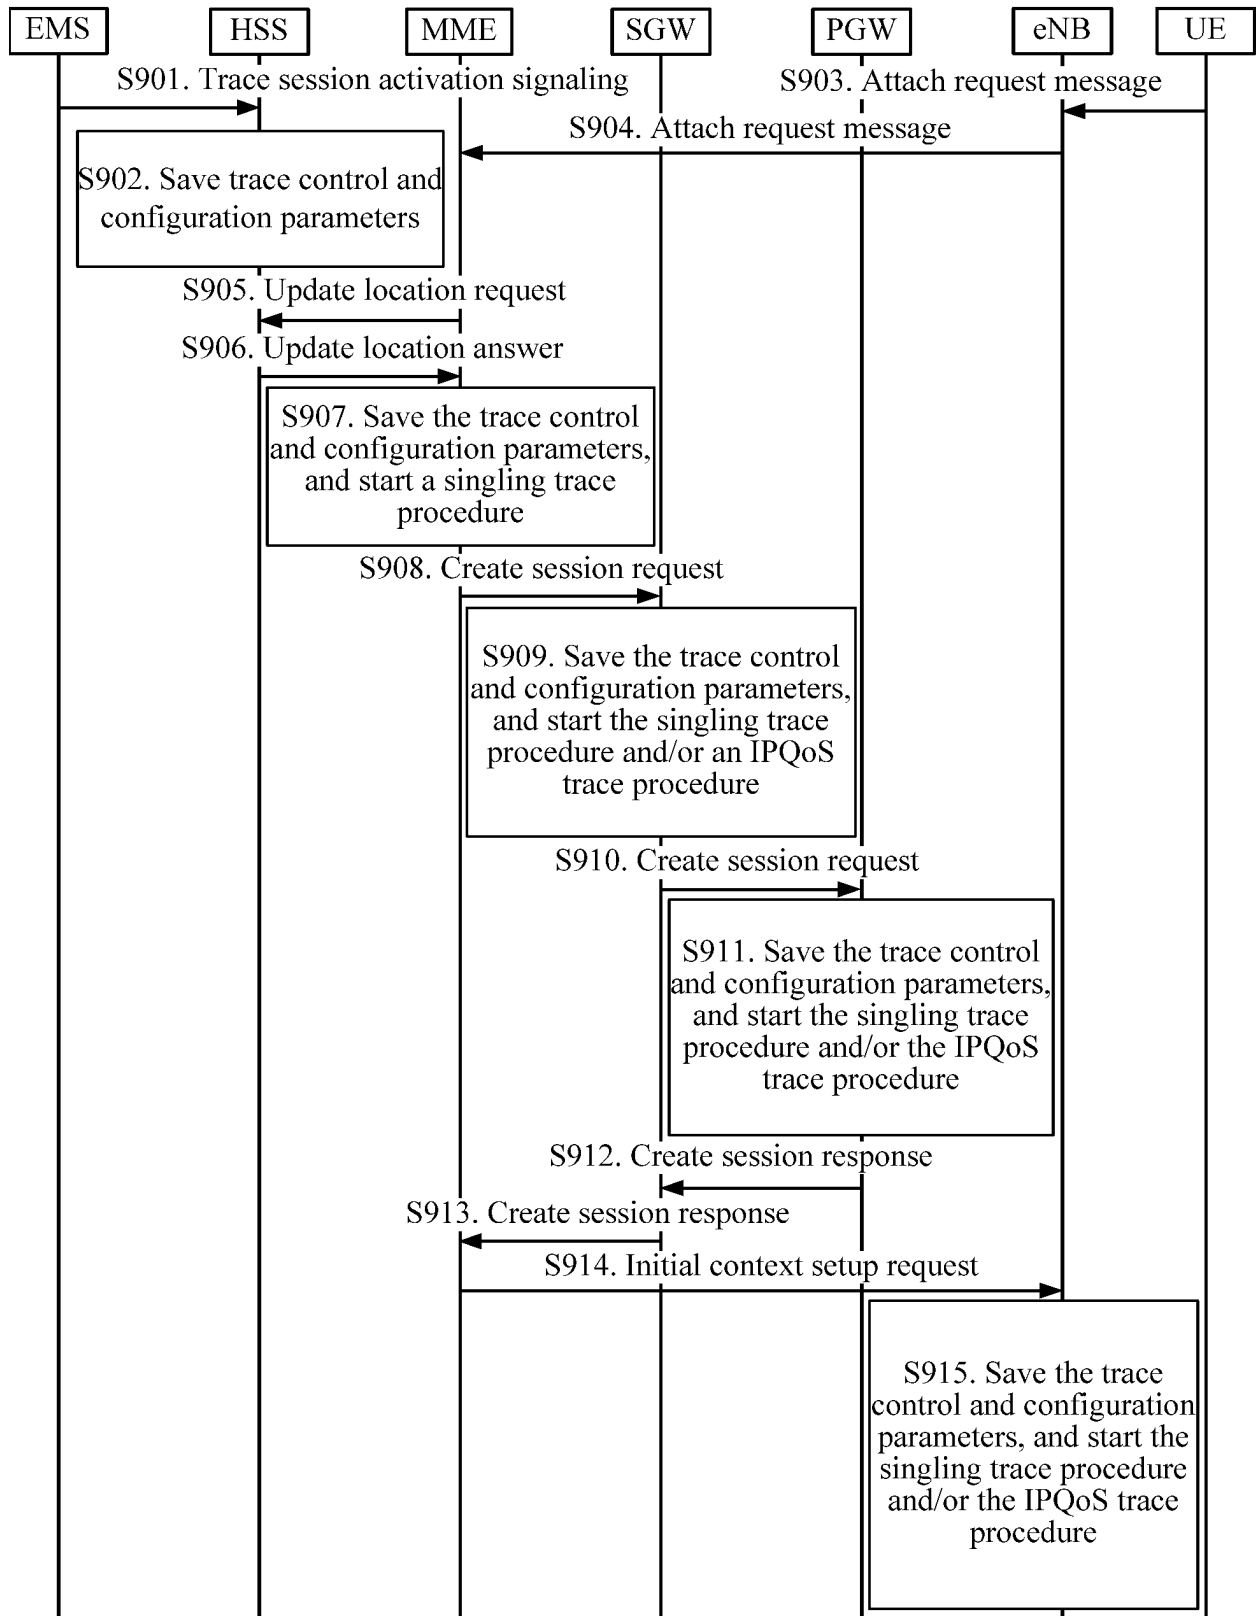 EMS
HSS
MME
SGW
PGW
eNB
UE
S901. Trace session activation signaling
S903. Attach request message
S904. Attach request message
S902. Save trace control and
configuration parameters
S905. Update location request
S906. Update location answer
S907. Save the trace control
and configuration parameters,
and start a singling trace
procedure
S908. Create session request
S909. Save the trace control
and configuration parameters,
and start the singling trace
procedure and/or an IPQoS
trace procedure
S910. Create session request
S911. Save the trace control
and configuration parameters,
and start the singling trace
procedure and/or the IPQoS
trace procedure
S912. Create session response
S913. Create session response
S914. Initial context setup request
S915. Save the trace
control and configuration
parameters, and start the
singling trace procedure
and/or the IPQoS trace
procedure